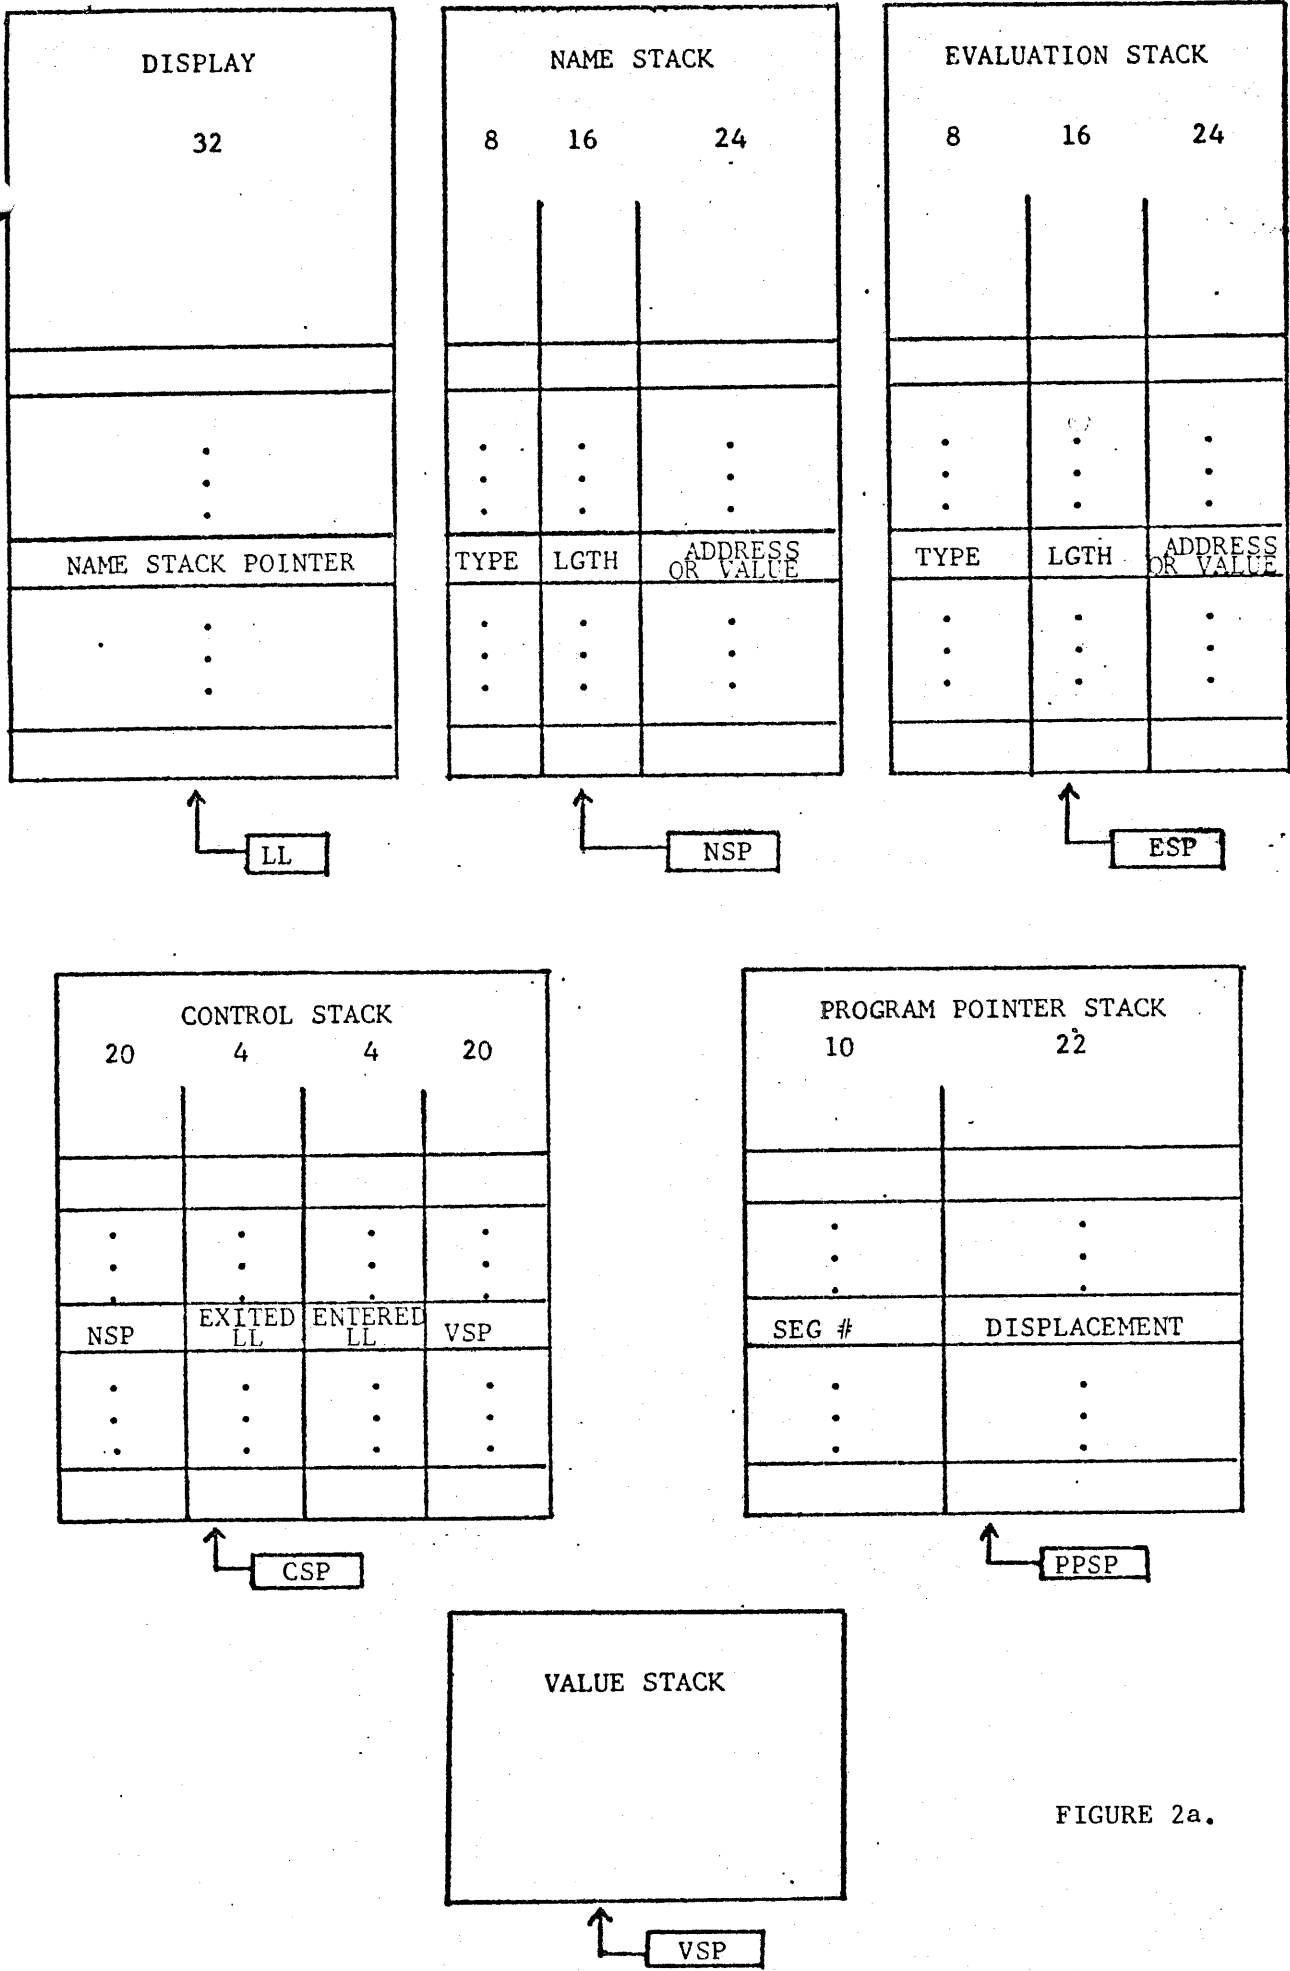 DISPLAY
32
NAME STACK POINTER
LL
NAME STACK
8 16 24
TYPE LGTH ADDRESS
OR VALUE
NSP
EVALUATION STACK
8 16 24
TYPE LGTH ADDRESS
OR VALUE
ESP
CONTROL STACK
20 4 4 20
NSP EXITED LL ENTERED LL VSP
CSP
PROGRAM POINTER STACK
10 22
SEG # DISPLACEMENT
PPSP
VALUE STACK
VSP
FIGURE 2a.